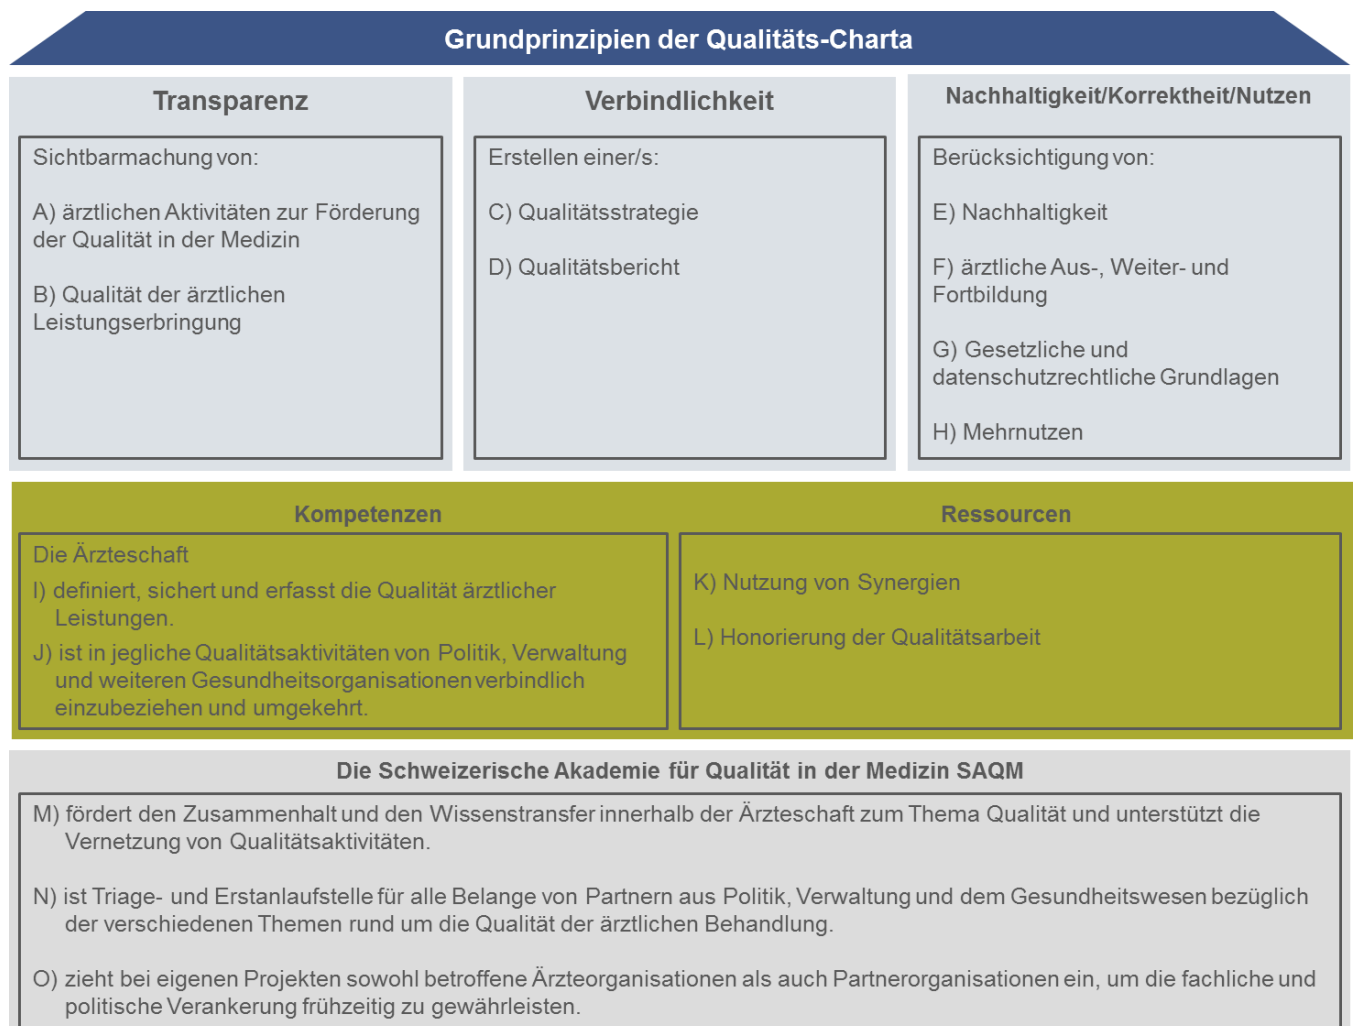 Grundprinzipien der Qualitäts-Charta
Transparenz
Sichtbarmachung von:
A) ärztlichen Aktivitäten zur Förderung
der Qualität in der Medizin
B) Qualität der ärztlichen
Leistungserbringung
Verbindlichkeit
Erstellen einer/s:
C) Qualitätsstrategie
D) Qualitätsbericht
Nachhaltigkeit/Korrektheit/Nutzen
Berücksichtigung von:
E) Nachhaltigkeit
F) ärztliche Aus-, Weiter- und
Fortbildung
G) Gesetzliche und
datenschutzrechtliche Grundlagen
H) Mehrnutzen
Kompetenzen
Die Ärzteschaft
I) definiert, sichert und erfasst die Qualität ärztlicher
Leistungen.
J) ist in jegliche Qualitätsaktivitäten von Politik, Verwaltung
und weiteren Gesundheitsorganisationen verbindlich
einzubeziehen und umgekehrt.
Ressourcen
K) Nutzung von Synergien
L) Honorierung der Qualitätsarbeit
Die Schweizerische Akademie für Qualität in der Medizin SAQM
M) fördert den Zusammenhalt und den Wissenstransfer innerhalb der Ärzteschaft zum Thema Qualität und unterstützt die
Vernetzung von Qualitätsaktivitäten.
N) ist Triage- und Erstanlaufstelle für alle Belange von Partnern aus Politik, Verwaltung und dem Gesundheitswesen bezüglich
der verschiedenen Themen rund um die Qualität der ärztlichen Behandlung.
O) zieht bei eigenen Projekten sowohl betroffene Ärzteorganisationen als auch Partnerorganisationen ein, um die fachliche und
politische Verankerung frühzeitig zu gewährleisten.